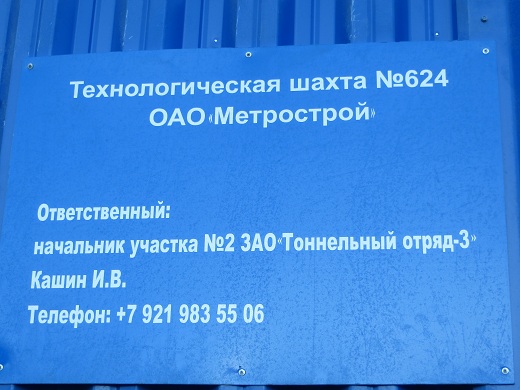 Технологическая шахта №624
ОАО «Метрострой»
Ответственный:
начальник участка №2 ЗАО «Тоннельный отряд-3»
Кашин И.В.
Телефон: +7 921 983 55 06